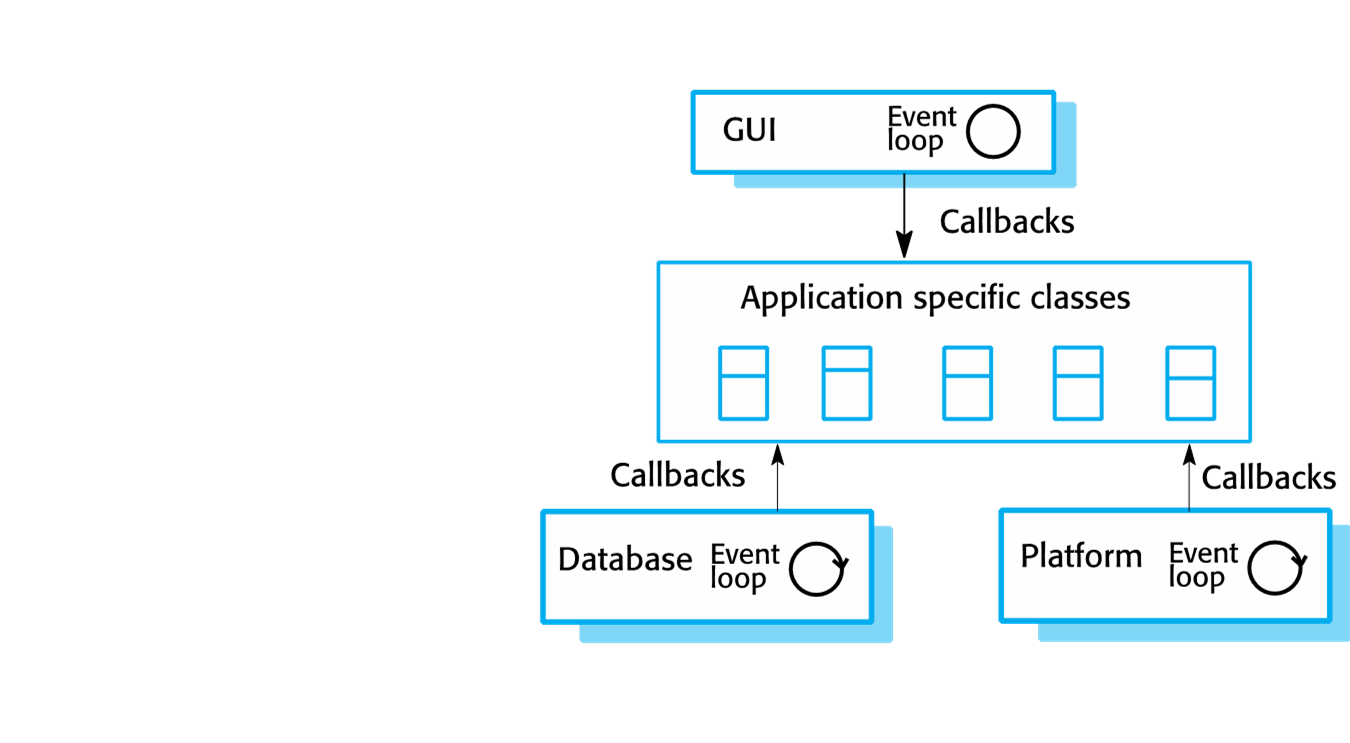 GUI
Event
loop
Callbacks
Application specific classes
Callbacks
Callbacks
Database
Event
loop
Platform
Event
loop